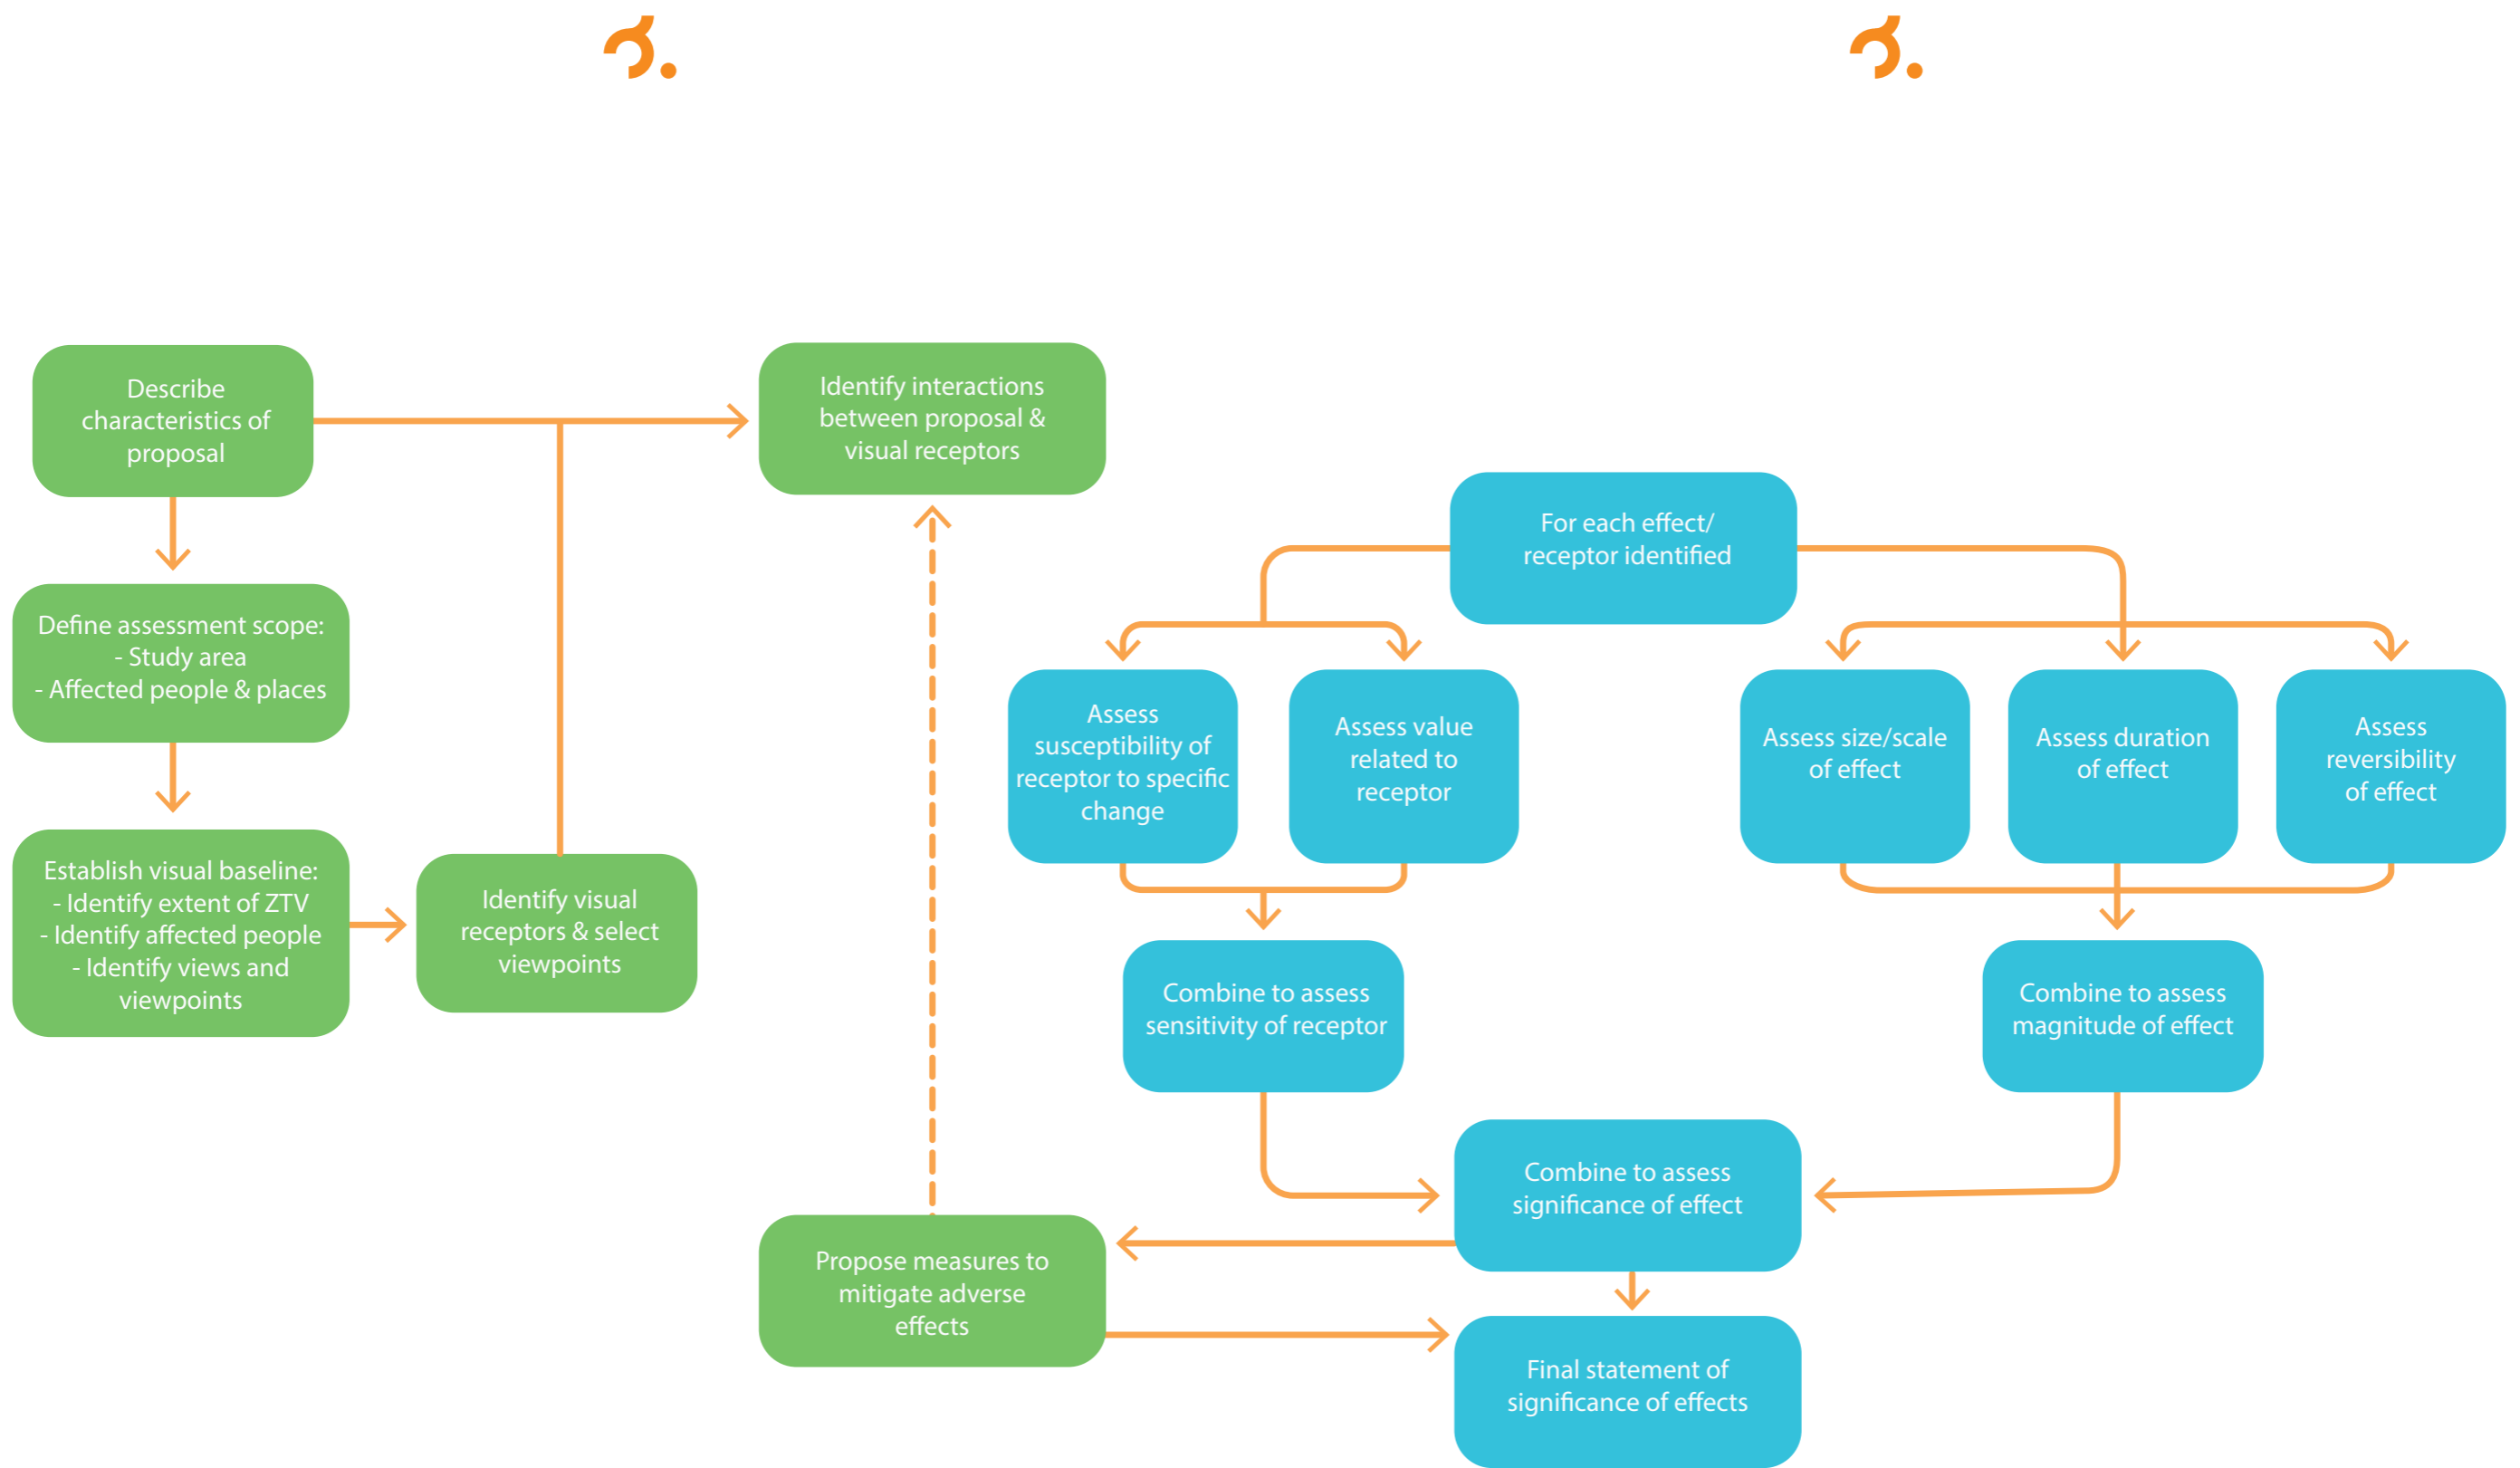 Describe
characteristics of
proposal
Identify interactions
between proposal &
visual receptors
Define assessment scope:
- Study area
- Affected people & places
Establish visual baseline:
- Identify extent of ZTV
- Identify affected people
- Identify views and
viewpoints
Identify visual
receptors & select
viewpoints
For each effect/
receptor identified
Assess
susceptibility of
receptor to specific
change
Assess value
related to
receptor
Assess size/scale
of effect
Assess duration
of effect
Assess
reversibility
of effect
Combine to assess
sensitivity of receptor
Combine to assess
magnitude of effect
Combine to assess
significance of effect
Propose measures to
mitigate adverse
effects
Final statement of
significance of effects